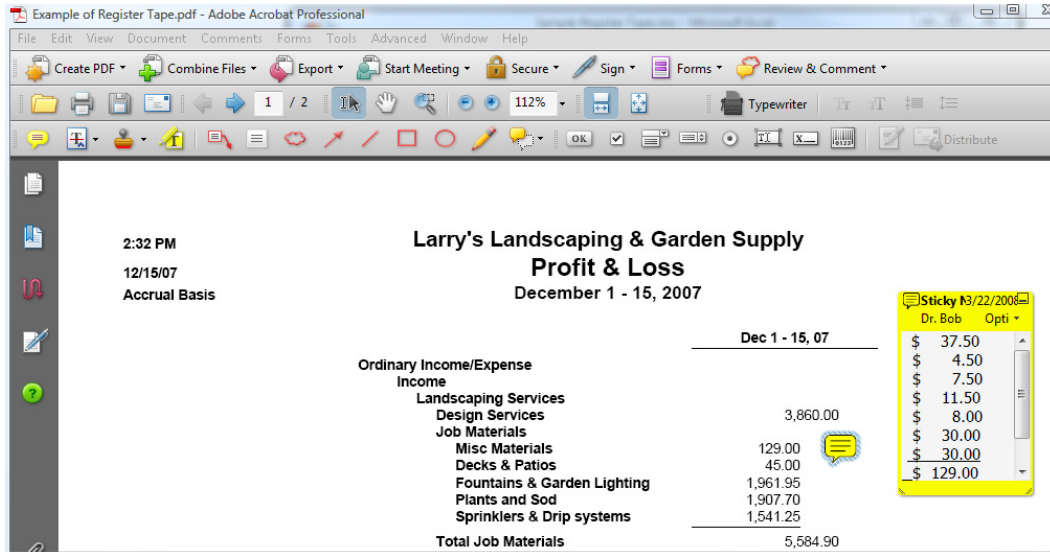 Example of Register Tape.pdf - Adobe Acrobat Professional
File Edit View Document Comments Forms Tools Advanced Window Help
Create PDF Combine Files Export Start Meeting Secure Sign Forms Review & Comment
1 / 2 112% Typewriter
OK Distribute
2:32 PM
12/15/07
Accrual Basis
Larry's Landscaping & Garden Supply
Profit & Loss
December 1 - 15, 2007
Dec 1 - 15, 07
Ordinary Income/Expense
Income
Landscaping Services
Design Services 3,860.00
Job Materials
Misc Materials 129.00
Decks & Patios 45.00
Fountains & Garden Lighting 1,961.95
Plants and Sod 1,907.70
Sprinklers & Drip systems 1,541.25
Total Job Materials 5,584.90
Sticky 3/22/2008
Dr. Bob Opti
$ 37.50
$ 4.50
$ 7.50
$ 11.50
$ 8.00
$ 30.00
$ 30.00
$ 129.00